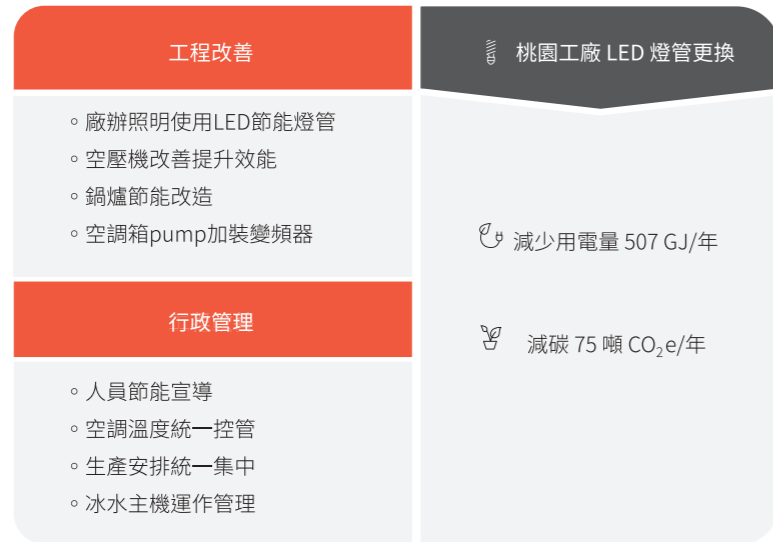 工程改善
◦ 廠辦照明使用LED節能燈管
◦ 空壓機改善提升效能
◦ 鍋爐節能改造
◦ 空調箱pump加裝變頻器
行政管理
◦ 人員節能宣導
◦ 空調溫度統一控管
◦ 生產安排統一集中
◦ 冰水主機運作管理
桃園工廠 LED 燈管更換
減少用電量 507 GJ/年
減碳 75 噸 CO₂e/年